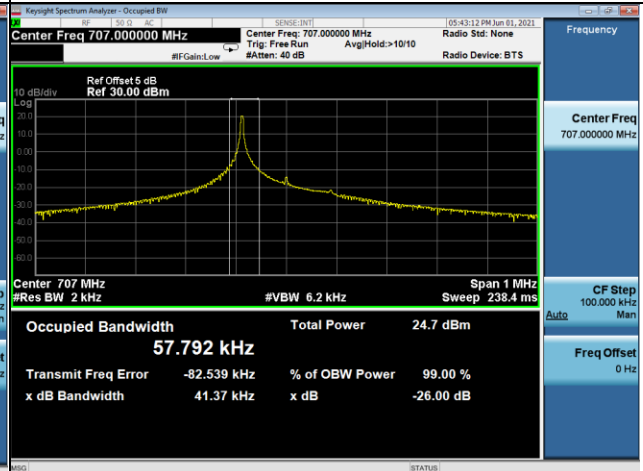 Keysight Spectrum Analyzer - Occupied BW
RF 50 Ω AC SENSE:INT 05:43:12 PM Jun 01, 2021
Center Freq 707.000000 MHz
Center Freq: 707.000000 MHz
Radio Std: None
Trig: Free Run Avg|Hold:>10/10
#IFGain:Low #Atten: 40 dB Radio Device: BTS
Frequency
Ref Offset 5 dB
10 dB/div Ref 30.00 dBm
Log
20.0
10.0
0.00
-10.0
-20.0
-30.0
-40.0
-50.0
-60.0
Center 707 MHz Span 1 MHz
#Res BW 2 kHz #VBW 6.2 kHz Sweep 238.4 ms
Center Freq
707.000000 MHz
CF Step
100.000 kHz
Auto Man
Freq Offset
0 Hz
Occupied Bandwidth Total Power 24.7 dBm
57.792 kHz
Transmit Freq Error -82.539 kHz % of OBW Power 99.00 %
x dB Bandwidth 41.37 kHz x dB -26.00 dB
MSG STATUS